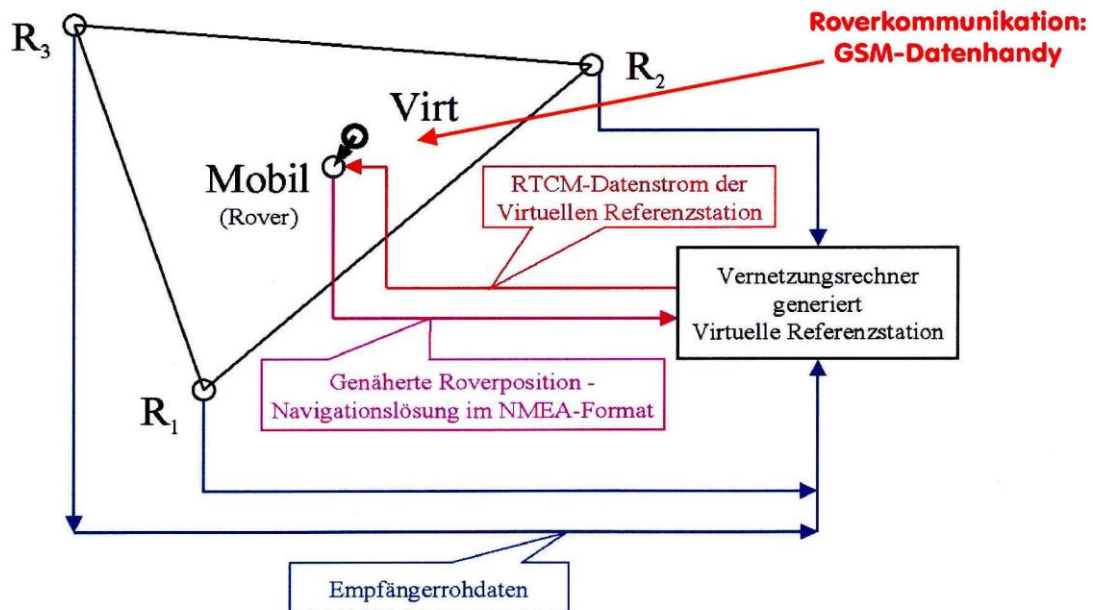 Roverkommunikation:
GSM-Datenhandy
R₃
R₂
Virt
Mobil
(Rover)
RTCM-Datenstrom der
Virtuellen Referenzstation
Vernetzungsrechner
generiert
Virtuelle Referenzstation
Genäherte Roverposition -
Navigationslösung im NMEA-Format
R₁
Empfängerrohdaten